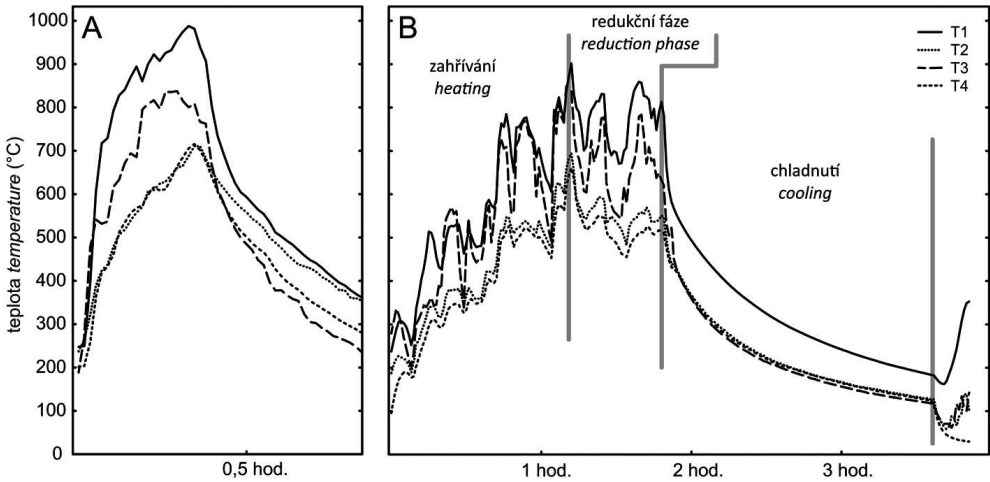 A
B
redukční fáze
reduction phase
zahřívání
heating
chladnutí
cooling
T1
T2
T3
T4
teplota temperature (°C)
1000
900
800
700
600
500
400
300
200
100
0
0,5 hod.
1 hod.
2 hod.
3 hod.